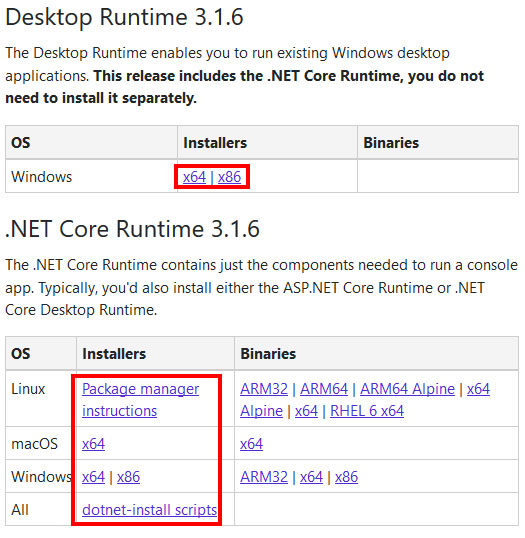 Desktop Runtime 3.1.6
The Desktop Runtime enables you to run existing Windows desktop
applications. This release includes the .NET Core Runtime, you do not
need to install it separately.
OS Installers Binaries
Windows x64 | x86
.NET Core Runtime 3.1.6
The .NET Core Runtime contains just the components needed to run a console
app. Typically, you'd also install either the ASP.NET Core Runtime or .NET
Core Desktop Runtime.
OS Installers Binaries
Linux Package manager ARM32 | ARM64 | ARM64 Alpine | x64
instructions Alpine | x64 | RHEL 6 x64
macOS x64 x64
Windows x64 | x86 ARM32 | x64 | x86
All dotnet-install scripts